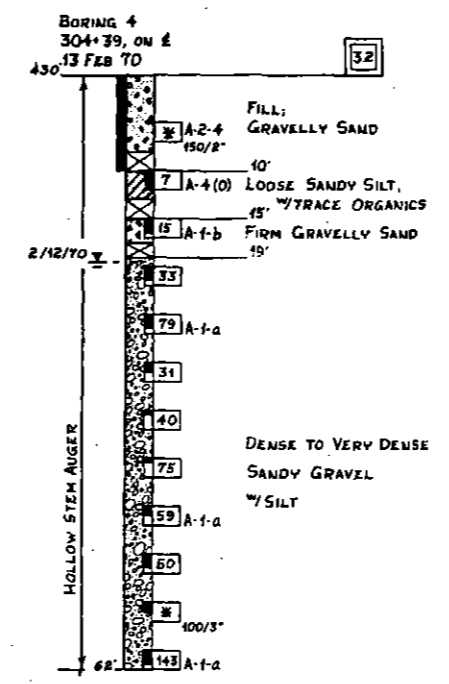 BORING 4
304+39, ON ℄
13 FEB 70
32
430
FILL;
GRAVELLY SAND
* A-2-4
150/8"
10'
7 A-4(0) LOOSE SANDY SILT,
W/TRACE ORGANICS
15'
15 A-1-b FIRM GRAVELLY SAND
19'
2/12/70
33
79 A-1-a
31
40
75
DENSE TO VERY DENSE
SANDY GRAVEL
W/ SILT
59 A-1-a
50
*
100/3"
143 A-1-a
62'
HOLLOW STEM AUGER